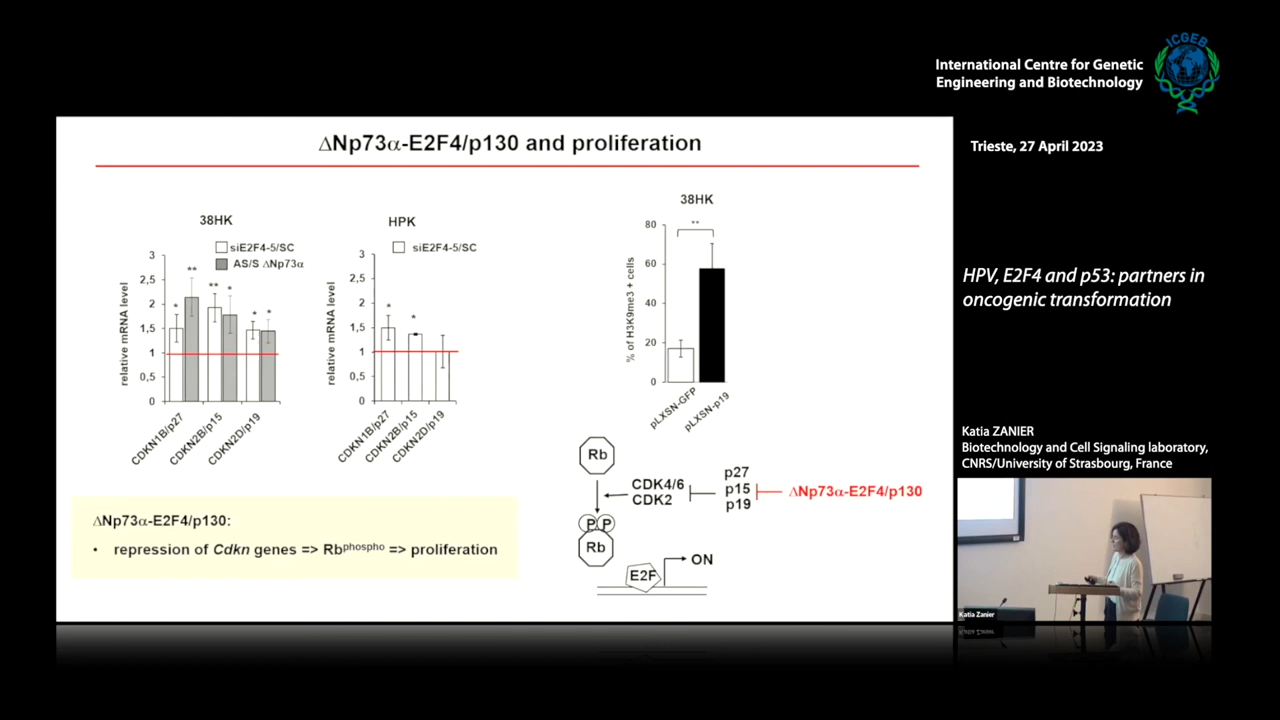 ICGEB
International Centre for Genetic
Engineering and Biotechnology
Trieste, 27 April 2023
HPV, E2F4 and p53: partners in
oncogenic transformation
Katia ZANIER
Biotechnology and Cell Signaling laboratory,
CNRS/University of Strasbourg, France
Katia Zanier
ΔNp73α-E2F4/p130 and proliferation
38HK
siE2F4-5/SC
AS/S ΔNp73α
relative mRNA level
3
2,5
2
1,5
1
0,5
0
** ** * * * *
CDKN1B/p27
CDKN2B/p15
CDKN2D/p19
HPK
siE2F4-5/SC
relative mRNA level
3
2,5
2
1,5
1
0,5
0
* *
CDKN1B/p27
CDKN2B/p15
CDKN2D/p19
38HK
% of H3K9me3 + cells
80
60
40
20
0
**
pLXSN-GFP
pLXSN-p19
ΔNp73α-E2F4/p130:
• repression of Cdkn genes => Rbphospho => proliferation
Rb
CDK4/6
CDK2
p27
p15
p19
ΔNp73α-E2F4/p130
P P
Rb
E2F
ON